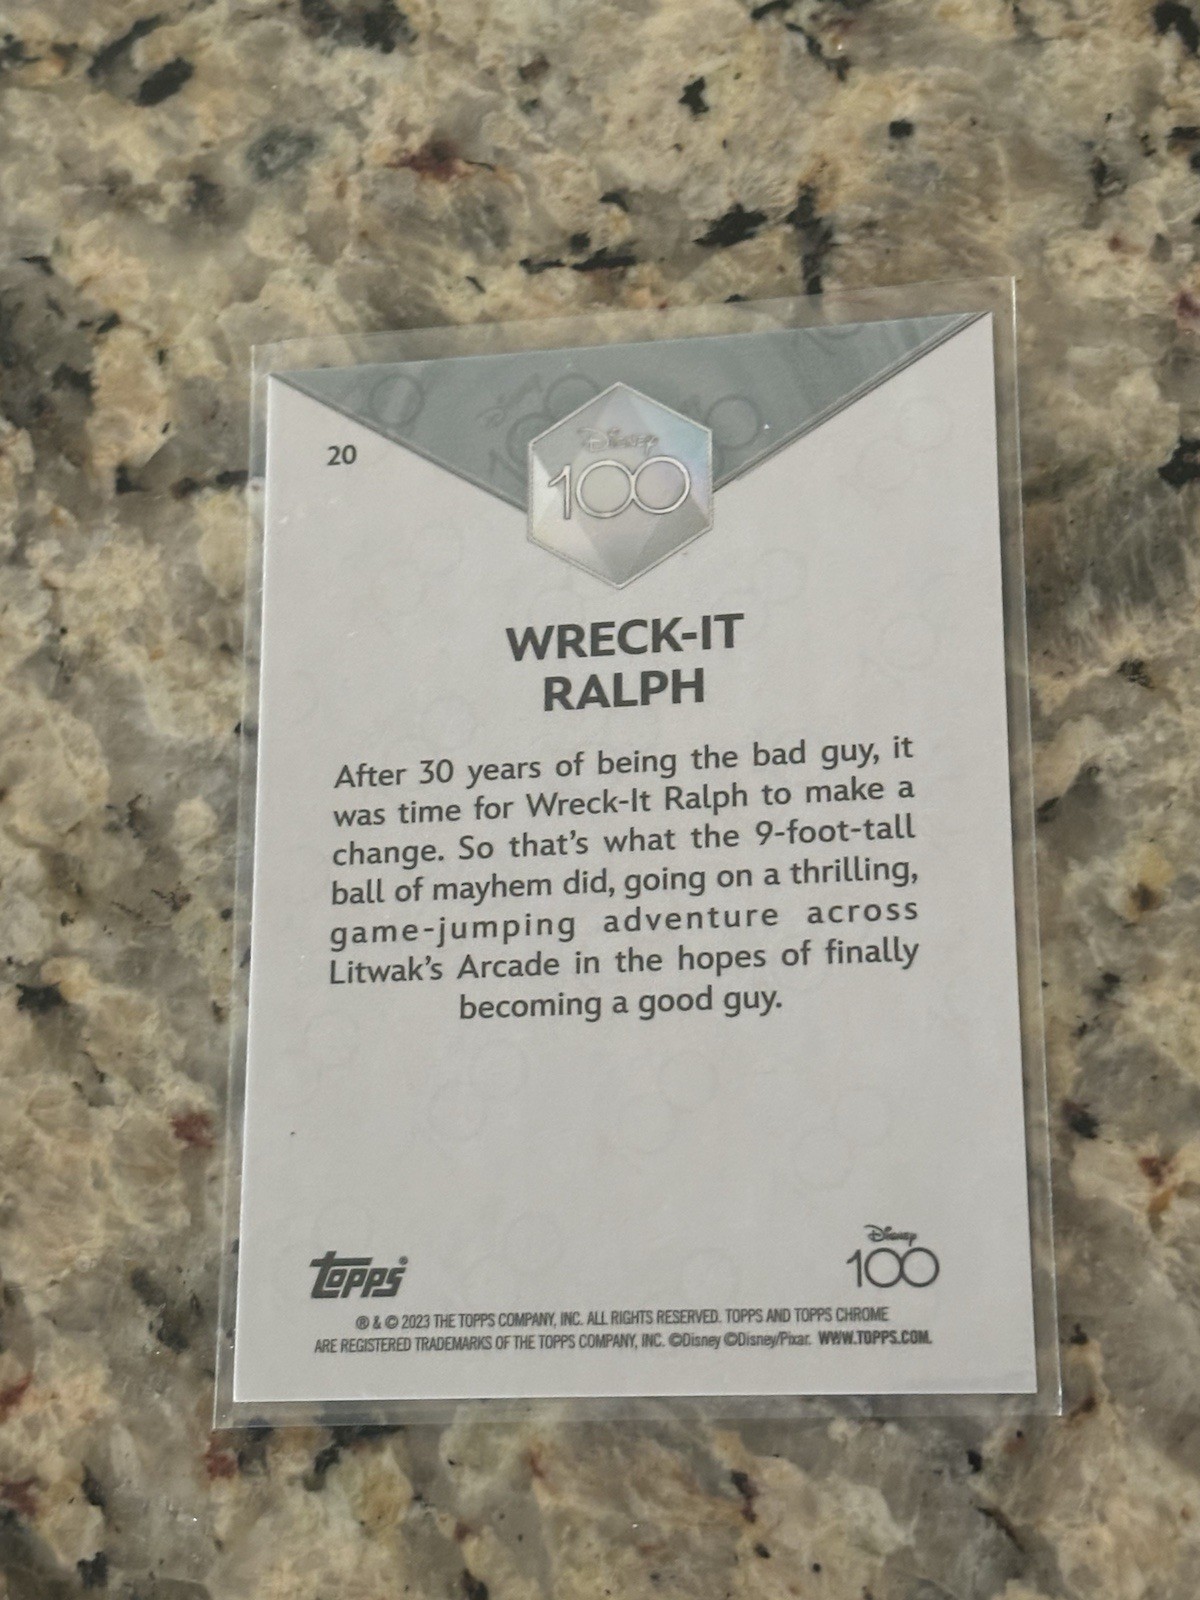 20
Disney
100
WRECK-IT
RALPH
After 30 years of being the bad guy, it
was time for Wreck-It Ralph to make a
change. So that's what the 9-foot-tall
ball of mayhem did, going on a thrilling,
game-jumping adventure across
Litwak's Arcade in the hopes of finally
becoming a good guy.
topps®
Disney
100
® & © 2023 THE TOPPS COMPANY, INC. ALL RIGHTS RESERVED. TOPPS AND TOPPS CHROME
ARE REGISTERED TRADEMARKS OF THE TOPPS COMPANY, INC. ©Disney ©Disney/Pixar. WWW.TOPPS.COM.